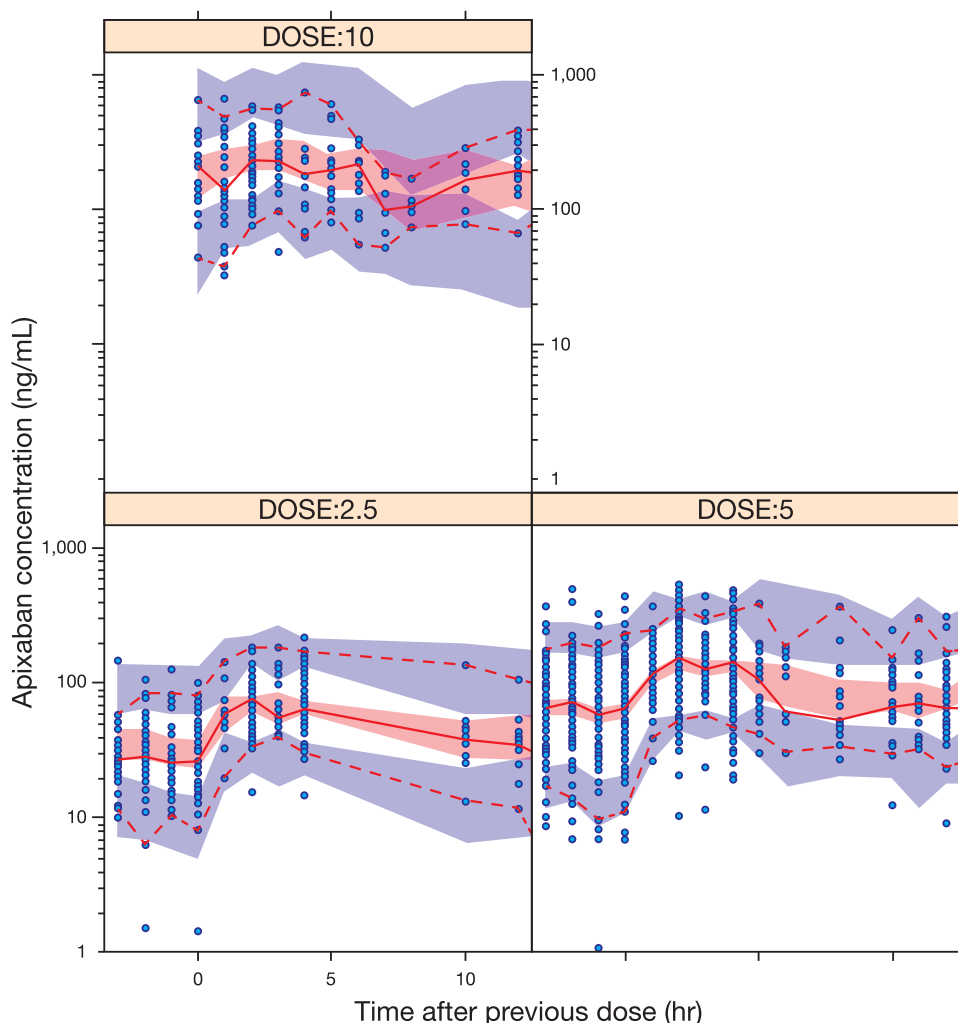 DOSE:10
1,000
100
10
1
DOSE:2.5
DOSE:5
1,000
100
10
1
0
5
10
Apixaban concentration (ng/mL)
Time after previous dose (hr)